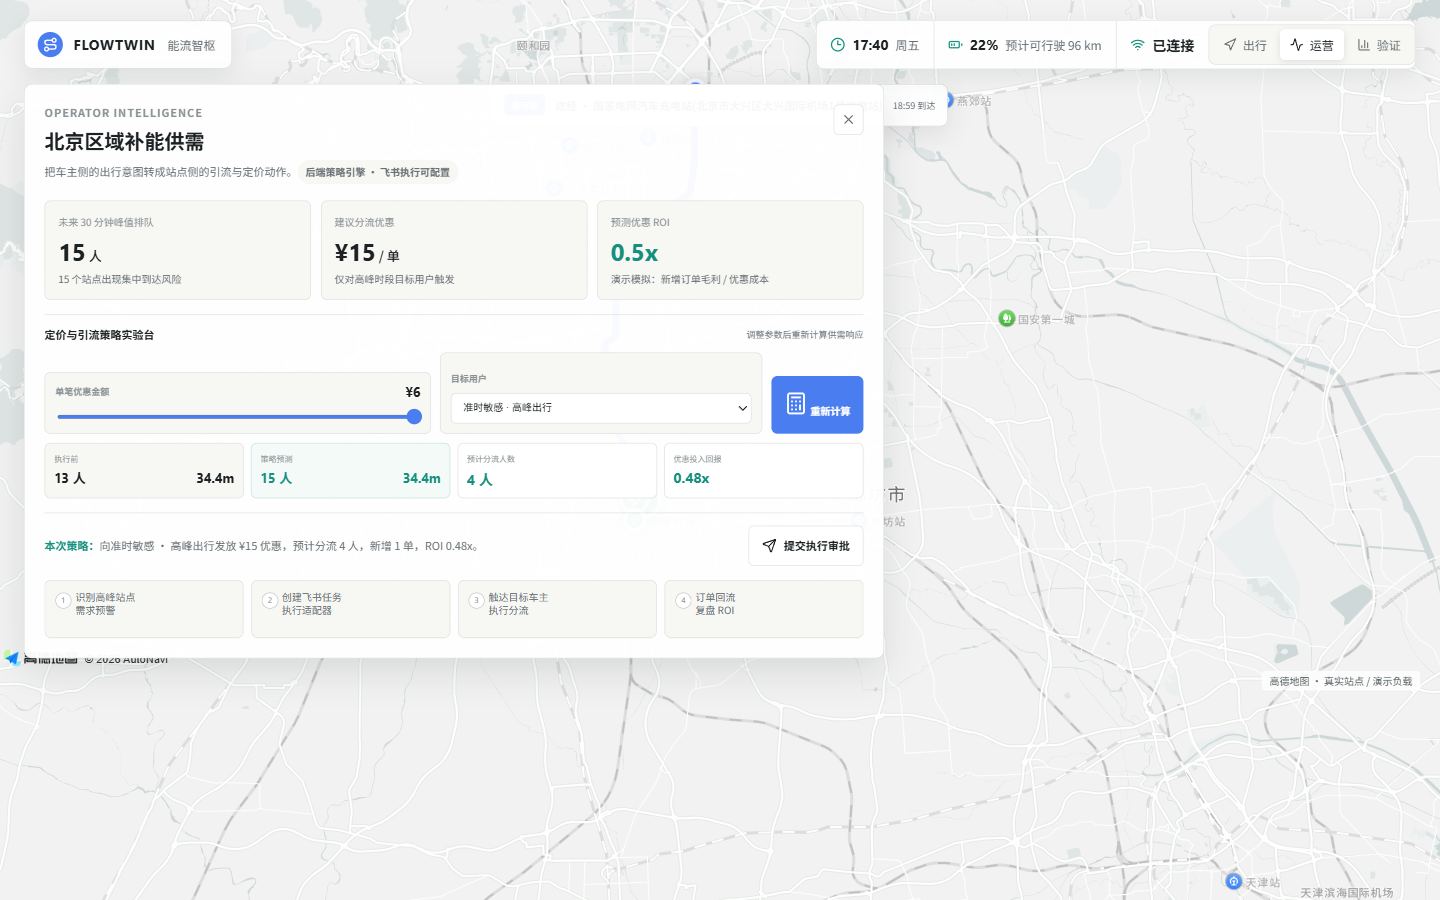 FLOWTWIN 能流智枢
颐和园
17:40 周五
22% 预计可行驶 96 km
已连接
出行
运营
验证
18:59 到达
燕郊站
OPERATOR INTELLIGENCE
北京区域补能供需
把车主侧的出行意图转成站点侧的引流与定价动作。
后端策略引擎 · 飞书执行可配置
未来 30 分钟峰值排队
15 人
15 个站点出现集中到达风险
建议分流优惠
¥15 / 单
仅对高峰时段目标用户触发
预测优惠 ROI
0.5x
演示模拟：新增订单毛利 / 优惠成本
国安第一城
定价与引流策略实验台
调整参数后重新计算供需响应
单笔优惠金额
¥6
目标用户
准时敏感 · 高峰出行
重新计算
执行前
13 人 34.4m
策略预测
15 人 34.4m
预计分流人数
4 人
优惠投入回报
0.48x
市
坊站
本次策略：向准时敏感 · 高峰出行发放 ¥15 优惠，预计分流 4 人，新增 1 单，ROI 0.48x。
提交执行审批
1 识别高峰站点
需求预警
2 创建飞书任务
执行适配器
3 触达目标车主
执行分流
4 订单回流
复盘 ROI
高德地图 © 2026 AutoNavi
高德地图 · 真实站点 / 演示负载
天津站
天津滨海国际机场